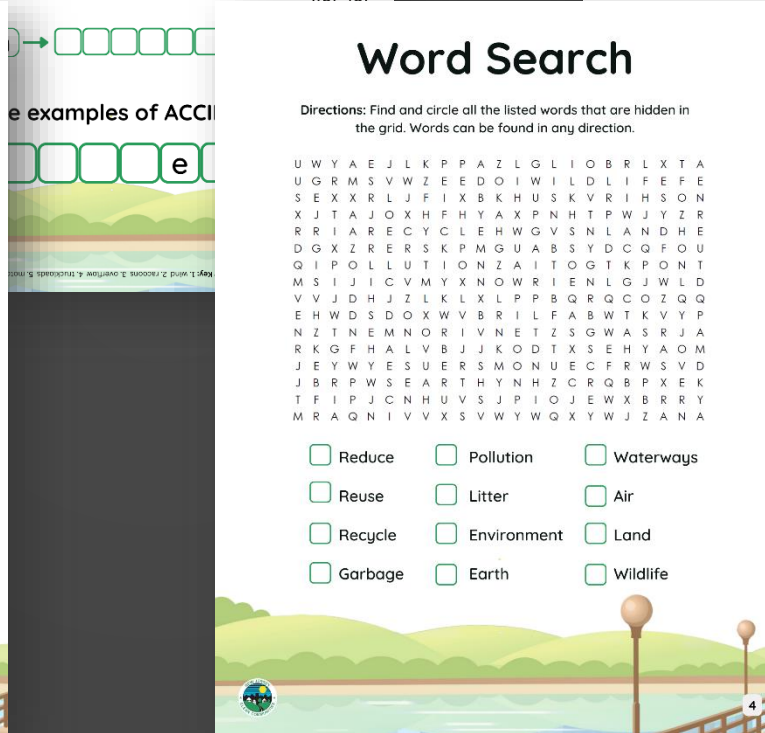 e examples of ACCI
e
Key: 1. wind 2. racoons 3. overflow 4. truckloads 5.
Word Search
Directions: Find and circle all the listed words that are hidden in
the grid. Words can be found in any direction.
U W Y A E J L K P P A Z L G L I O B R L X T A
U G R M S V W Z E E D O I W I L D L I F E F E
S E X X R L J F I X B K H U S K V R I H S O N
X J T A J O X H F H Y A X P N H T P W J Y Z R
R R I A R E C Y C L E H W G V S N L A N D H E
D G X Z R E R S K P M G U A B S Y D C Q F O U
Q I P O L L U T I O N Z A I T O G T K P O N T
M S I J I C V M Y X N O W R I E N L G J W L D
V V J D H J Z L K L X L P P B Q R Q C O Z Q Q
E H W D S D O X W V B R I L F A B W T K V Y P
N Z T N E M N O R I V N E T Z S G W A S R J A
R K G F H A L V B J J K O D T X S E H Y A O M
J E Y W Y E S U E R S M O N U E C F R W S V D
J B R P W S E A R T H Y N H Z C R Q B P X E K
T F I P J C N H U V S J P I O J E W X B R R Y
M R A Q N I V V X S V W Y W Q X Y W J Z A N A
Reduce Pollution Waterways
Reuse Litter Air
Recycle Environment Land
Garbage Earth Wildlife
4